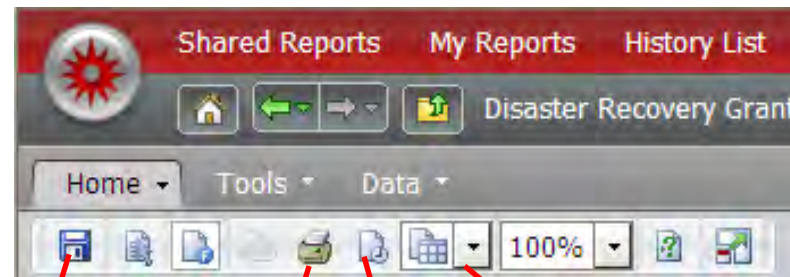 Shared Reports My Reports History List
Disaster Recovery Grant
Home Tools Data
100%